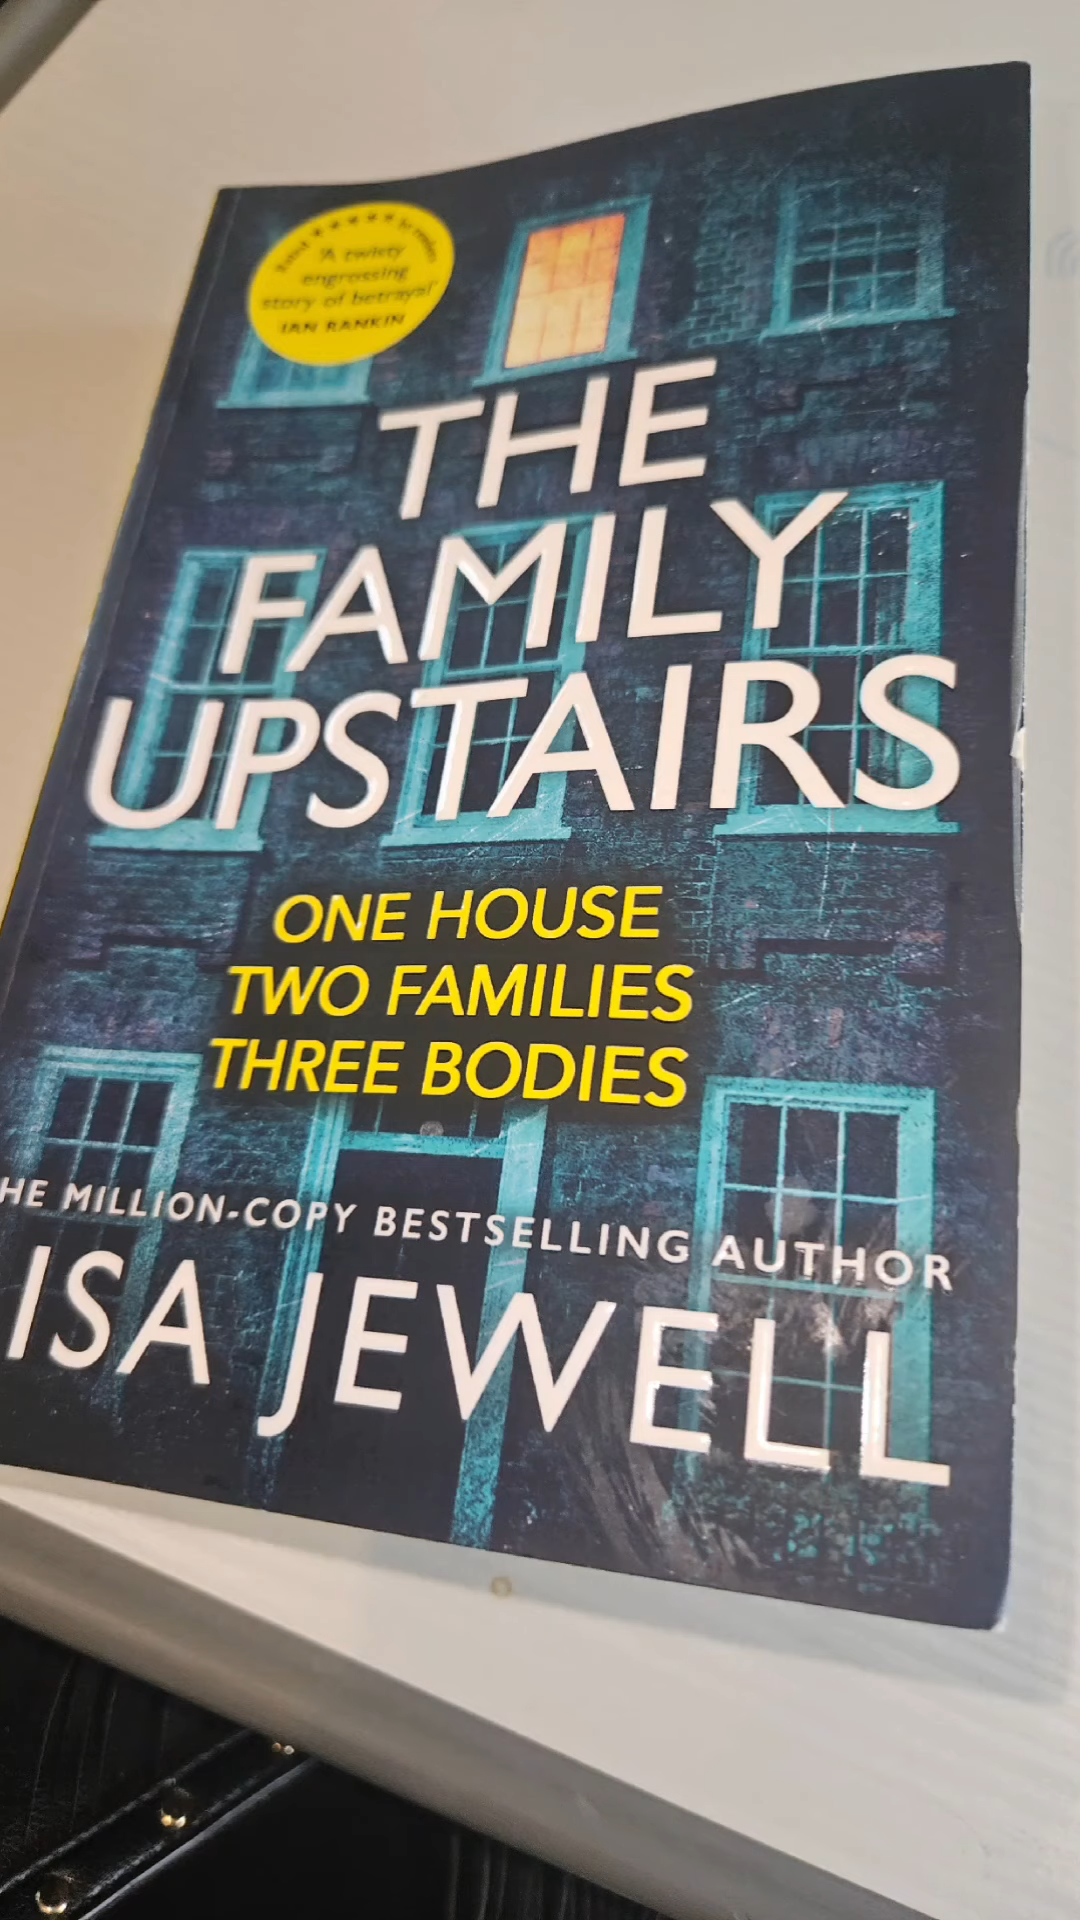 'A twisty
engrossing
story of betrayal'
IAN RANKIN
THE
FAMILY
UPSTAIRS
ONE HOUSE
TWO FAMILIES
THREE BODIES
HE MILLION-COPY BESTSELLING AUTHOR
ISA JEWELL